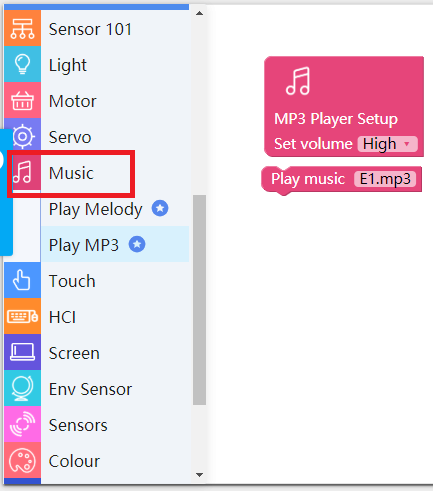 Sensor 101
Light
Motor
Servo
Music
Play Melody
Play MP3
Touch
HCI
Screen
Env Sensor
Sensors
Colour
MP3 Player Setup
Set volume High
Play music E1.mp3